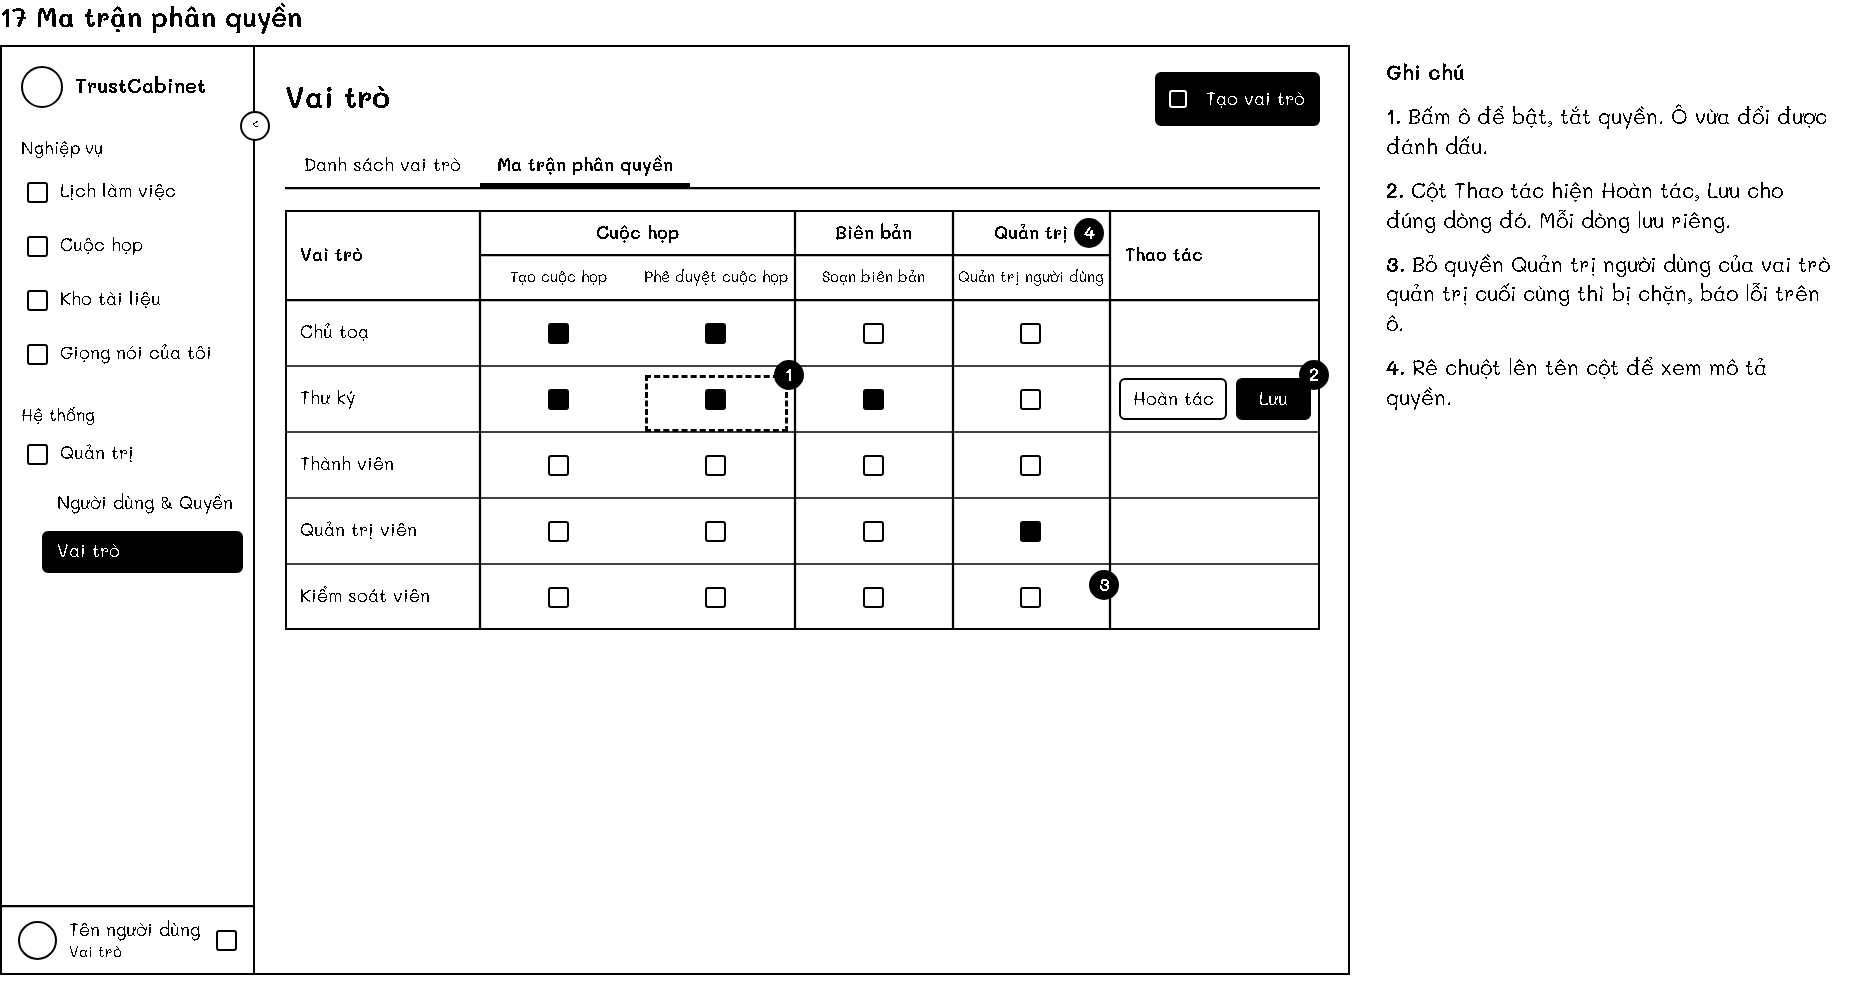 17 Ma trận phân quyền
TrustCabinet
<
Nghiệp vụ
Lịch làm việc
Cuộc họp
Kho tài liệu
Giọng nói của tôi
Hệ thống
Quản trị
Người dùng & Quyền
Vai trò
Tên người dùng
Vai trò
Vai trò
Tạo vai trò
Danh sách vai trò
Ma trận phân quyền
Vai trò
Cuộc họp
Biên bản
Quản trị
4
Thao tác
Tạo cuộc họp
Phê duyệt cuộc họp
Soạn biên bản
Quản trị người dùng
Chủ toạ
Thư ký
1
Hoàn tác
Lưu
2
Thành viên
Quản trị viên
Kiểm soát viên
3
Ghi chú
1. Bấm ô để bật, tắt quyền. Ô vừa đổi được
đánh dấu.
2. Cột Thao tác hiện Hoàn tác, Lưu cho
đúng dòng đó. Mỗi dòng lưu riêng.
3. Bỏ quyền Quản trị người dùng của vai trò
quản trị cuối cùng thì bị chặn, báo lỗi trên
ô.
4. Rê chuột lên tên cột để xem mô tả
quyền.